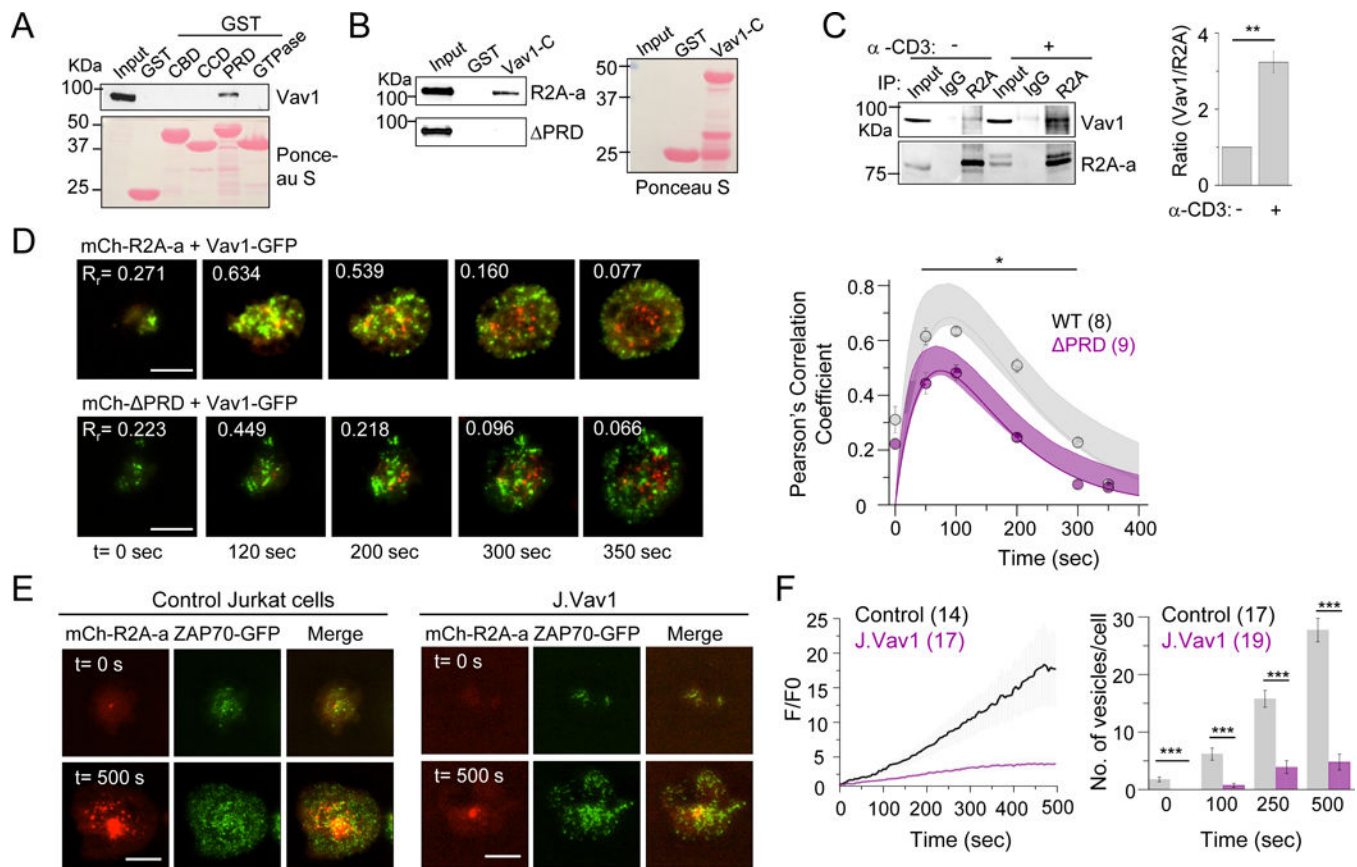 A
GST
KDa
Input
GST
CBD
CCD
PRD
GTPase
100
Vav1
50
37
25
Ponce-
au S
B
Input
GST
Vav1-C
KDa
100
R2A-a
100
ΔPRD
Input
GST
Vav1-C
50
37
25
Ponceau S
C
α-CD3: - +
IP: Input IgG R2A Input IgG R2A
100
KDa
Vav1
75
R2A-a
**
Ratio (Vav1/R2A)
4
2
0
α-CD3: - +
D
mCh-R2A-a + Vav1-GFP
Rr= 0.271 0.634 0.539 0.160 0.077
mCh-ΔPRD + Vav1-GFP
Rr= 0.223 0.449 0.218 0.096 0.066
t= 0 sec 120 sec 200 sec 300 sec 350 sec
*
Pearson's Correlation
Coefficient
0.8
0.6
0.4
0.2
0
WT (8)
ΔPRD (9)
0 100 200 300 400
Time (sec)
E
Control Jurkat cells
mCh-R2A-a ZAP70-GFP Merge
t= 0 s
t= 500 s
J.Vav1
mCh-R2A-a ZAP70-GFP Merge
t= 0 s
t= 500 s
F
Control (14)
J.Vav1 (17)
F/F0
25
20
15
10
5
0
0 100 200 300 400 500
Time (sec)
Control (17)
J.Vav1 (19)
No. of vesicles/cell
30
20
10
0
*** *** *** ***
0 100 250 500
Time (sec)